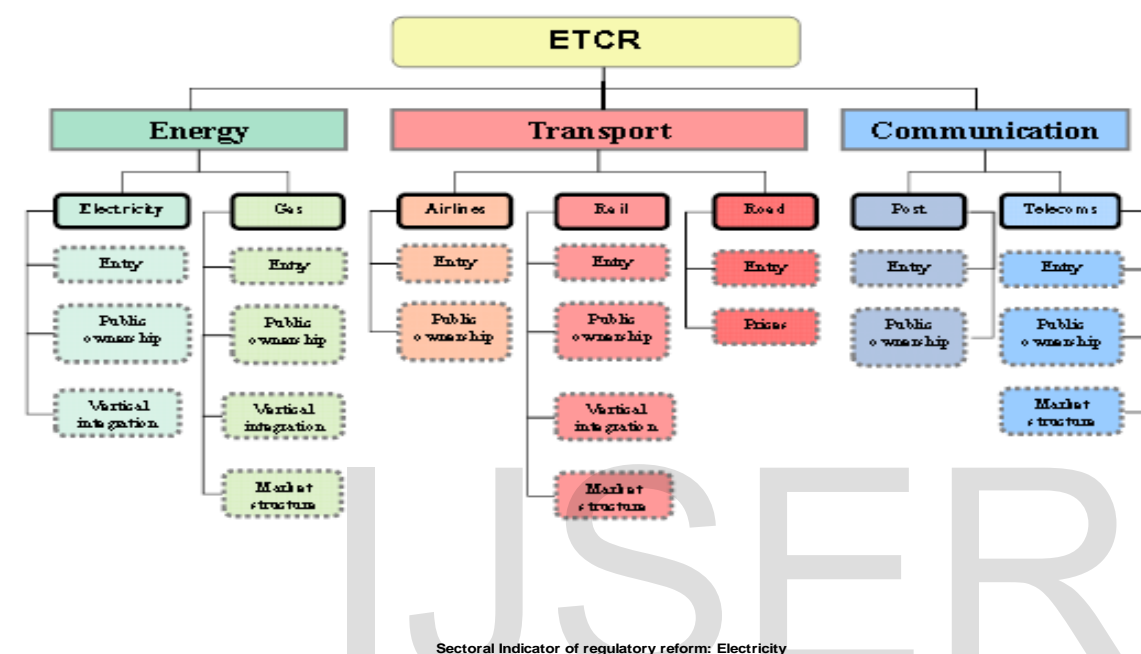 ETCR
Energy
Transport
Communication
Electricity
Gas
Airlines
Rail
Road
Post
Telecoms
Entry
Entry
Entry
Entry
Entry
Entry
Entry
Public
ownership
Public
ownership
Public
ownership
Public
ownership
Prices
Public
ownership
Public
ownership
Vertical
integration
Vertical
integration
Vertical
integration
Market
structure
Market
structure
Market
structure
IJSER
Sectoral Indicator of regulatory reform: Electricity